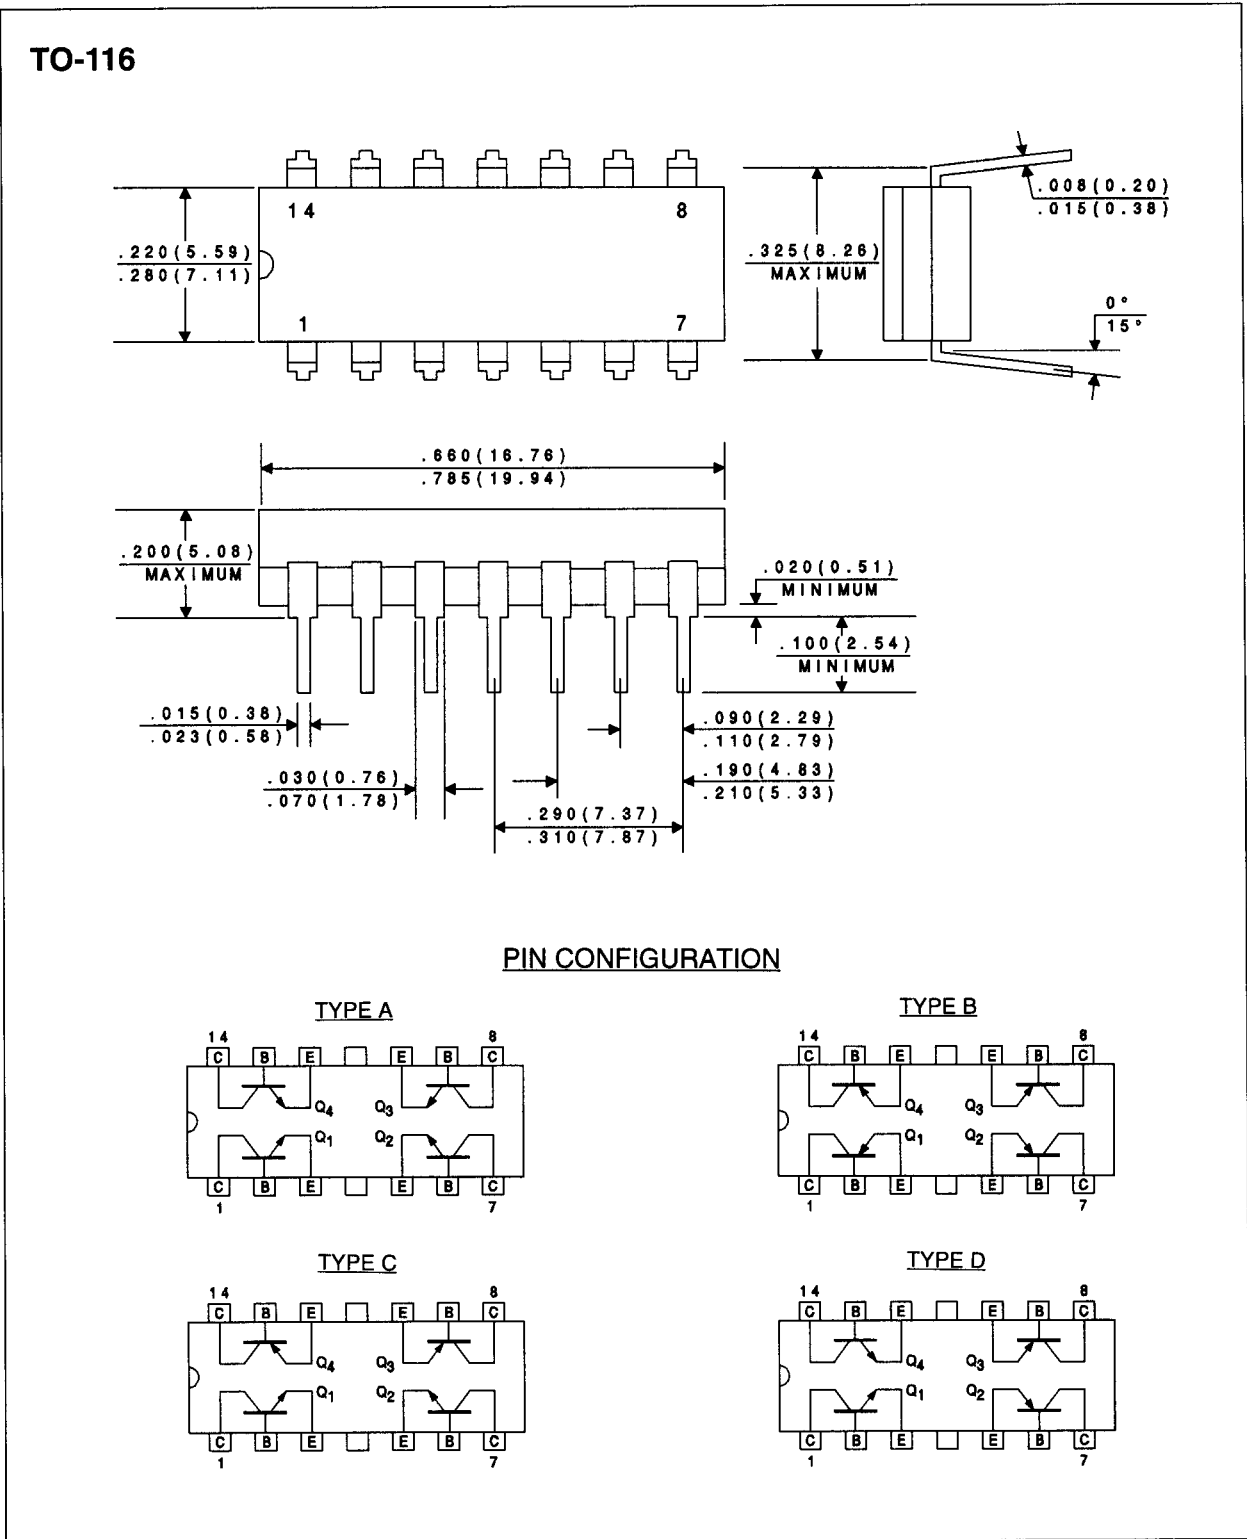 TO-116
14 8
.220(5.59)
.280(7.11)
1 7
.325(8.26)
MAXIMUM
.008(0.20)
.015(0.38)
0°
15°
.660(16.76)
.785(19.94)
.200(5.08)
MAXIMUM
.020(0.51)
MINIMUM
.100(2.54)
MINIMUM
.015(0.38)
.023(0.58)
.030(0.76)
.070(1.78)
.090(2.29)
.110(2.79)
.190(4.83)
.210(5.33)
.290(7.37)
.310(7.87)
PIN CONFIGURATION
TYPE A
14 8
C B E E B C
Q4 Q3
Q1 Q2
C B E E B C
1 7
TYPE B
14 8
C B E E B C
Q4 Q3
Q1 Q2
C B E E B C
1 7
TYPE C
14 8
C B E E B C
Q4 Q3
Q1 Q2
C B E E B C
1 7
TYPE D
14 8
C B E E B C
Q4 Q3
Q1 Q2
C B E E B C
1 7